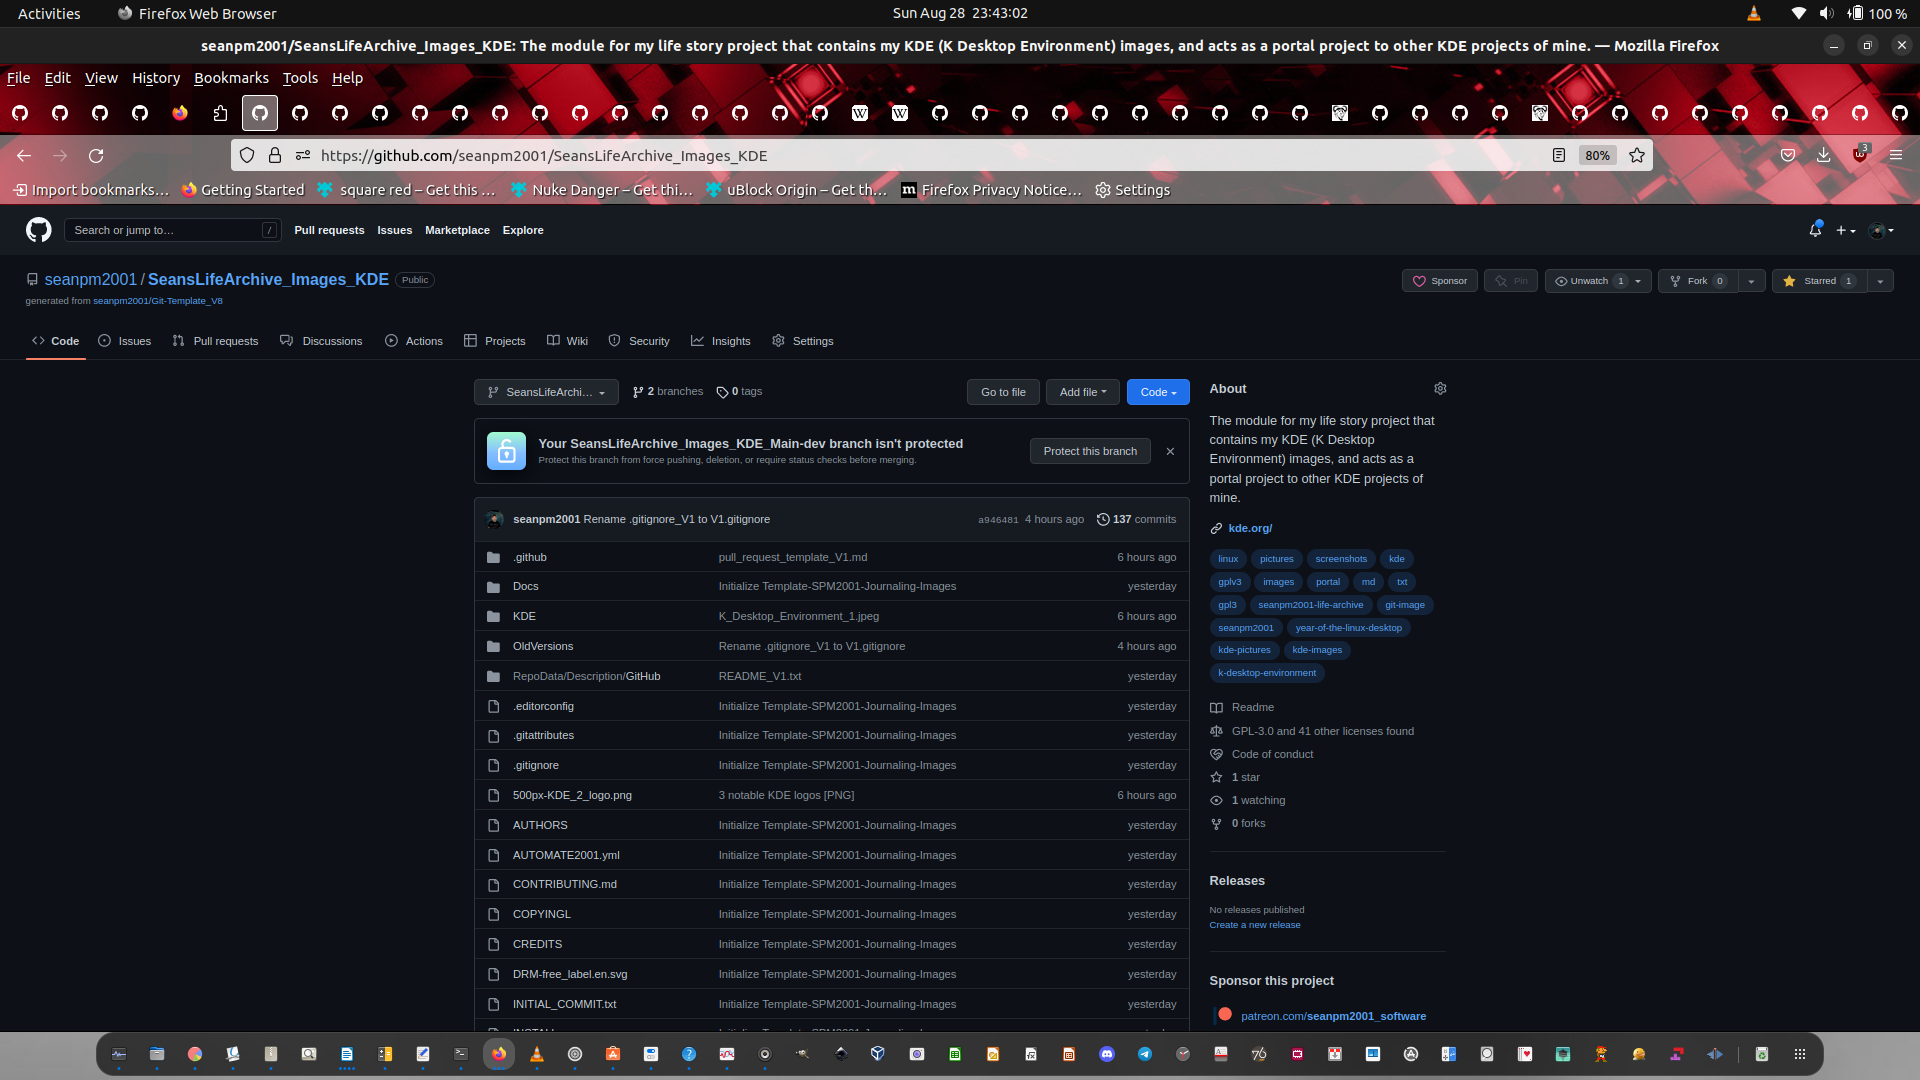 Activities
Firefox Web Browser
Sun Aug 28 23:43:02
100 %
seanpm2001/SeansLifeArchive_Images_KDE: The module for my life story project that contains my KDE (K Desktop Environment) images, and acts as a portal project to other KDE projects of mine. — Mozilla Firefox
File Edit View History Bookmarks Tools Help
https://github.com/seanpm2001/SeansLifeArchive_Images_KDE
80%
3
Import bookmarks…
Getting Started
square red – Get this …
Nuke Danger – Get thi…
uBlock Origin – Get th…
Firefox Privacy Notice…
Settings
Search or jump to…
/
Pull requests
Issues
Marketplace
Explore
seanpm2001 / SeansLifeArchive_Images_KDE
Public
Sponsor
Pin
Unwatch 1
Fork 0
Starred 1
generated from seanpm2001/Git-Template_V8
Code
Issues
Pull requests
Discussions
Actions
Projects
Wiki
Security
Insights
Settings
SeansLifeArchi…
2 branches
0 tags
Go to file
Add file
Code
Your SeansLifeArchive_Images_KDE_Main-dev branch isn't protected
Protect this branch from force pushing, deletion, or require status checks before merging.
Protect this branch
seanpm2001 Rename .gitignore_V1 to V1.gitignore
a946481 4 hours ago
137 commits
.github pull_request_template_V1.md 6 hours ago
Docs Initialize Template-SPM2001-Journaling-Images yesterday
KDE K_Desktop_Environment_1.jpeg 6 hours ago
OldVersions Rename .gitignore_V1 to V1.gitignore 4 hours ago
RepoData/Description/GitHub README_V1.txt yesterday
.editorconfig Initialize Template-SPM2001-Journaling-Images yesterday
.gitattributes Initialize Template-SPM2001-Journaling-Images yesterday
.gitignore Initialize Template-SPM2001-Journaling-Images yesterday
500px-KDE_2_logo.png 3 notable KDE logos [PNG] 6 hours ago
AUTHORS Initialize Template-SPM2001-Journaling-Images yesterday
AUTOMATE2001.yml Initialize Template-SPM2001-Journaling-Images yesterday
CONTRIBUTING.md Initialize Template-SPM2001-Journaling-Images yesterday
COPYINGL Initialize Template-SPM2001-Journaling-Images yesterday
CREDITS Initialize Template-SPM2001-Journaling-Images yesterday
DRM-free_label.en.svg Initialize Template-SPM2001-Journaling-Images yesterday
INITIAL_COMMIT.txt Initialize Template-SPM2001-Journaling-Images yesterday
About
The module for my life story project that
contains my KDE (K Desktop
Environment) images, and acts as a
portal project to other KDE projects of
mine.
kde.org/
linux pictures screenshots kde
gplv3 images portal md txt
gpl3 seanpm2001-life-archive git-image
seanpm2001 year-of-the-linux-desktop
kde-pictures kde-images
k-desktop-environment
Readme
GPL-3.0 and 41 other licenses found
Code of conduct
1 star
1 watching
0 forks
Releases
No releases published
Create a new release
Sponsor this project
patreon.com/seanpm2001_software